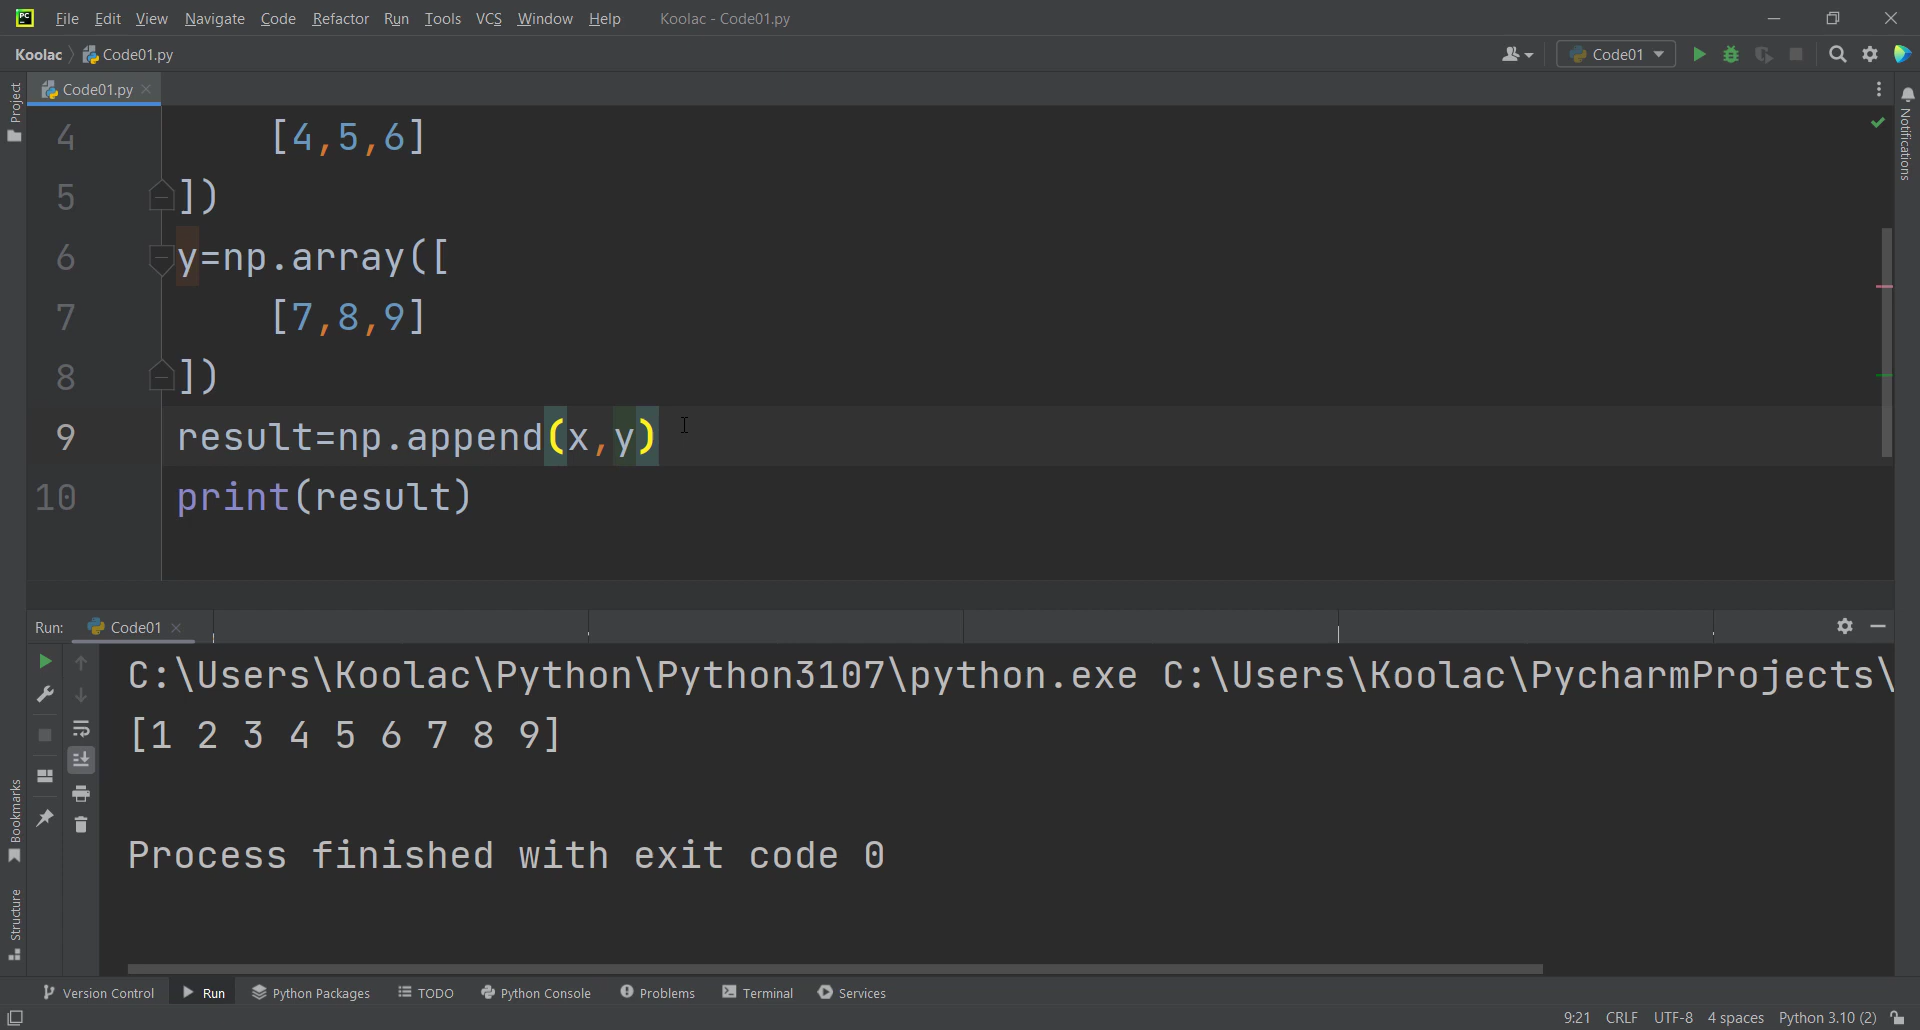 PC File Edit View Navigate Code Refactor Run Tools VCS Window Help Koolac - Code01.py
Koolac Code01.py Code01
Code01.py
Project
Notifications
4 [4,5,6]
5 ])
6 y=np.array([
7 [7,8,9]
8 ])
9 result=np.append(x,y)
10 print(result)
Run: Code01
C:\Users\Koolac\Python\Python3107\python.exe C:\Users\Koolac\PycharmProjects\
[1 2 3 4 5 6 7 8 9]
Process finished with exit code 0
Bookmarks
Structure
Version Control Run Python Packages TODO Python Console Problems Terminal Services
9:21 CRLF UTF-8 4 spaces Python 3.10 (2)